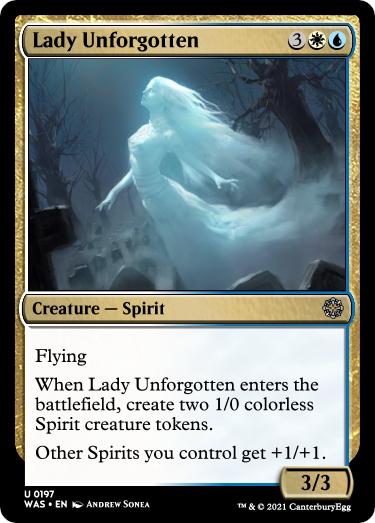 Lady Unforgotten 3
Creature — Spirit
Flying
When Lady Unforgotten enters the
battlefield, create two 1/0 colorless
Spirit creature tokens.
Other Spirits you control get +1/+1.
3/3
U 0197
WAS • EN Andrew Sonea
™ & © 2021 CanterburyEgg